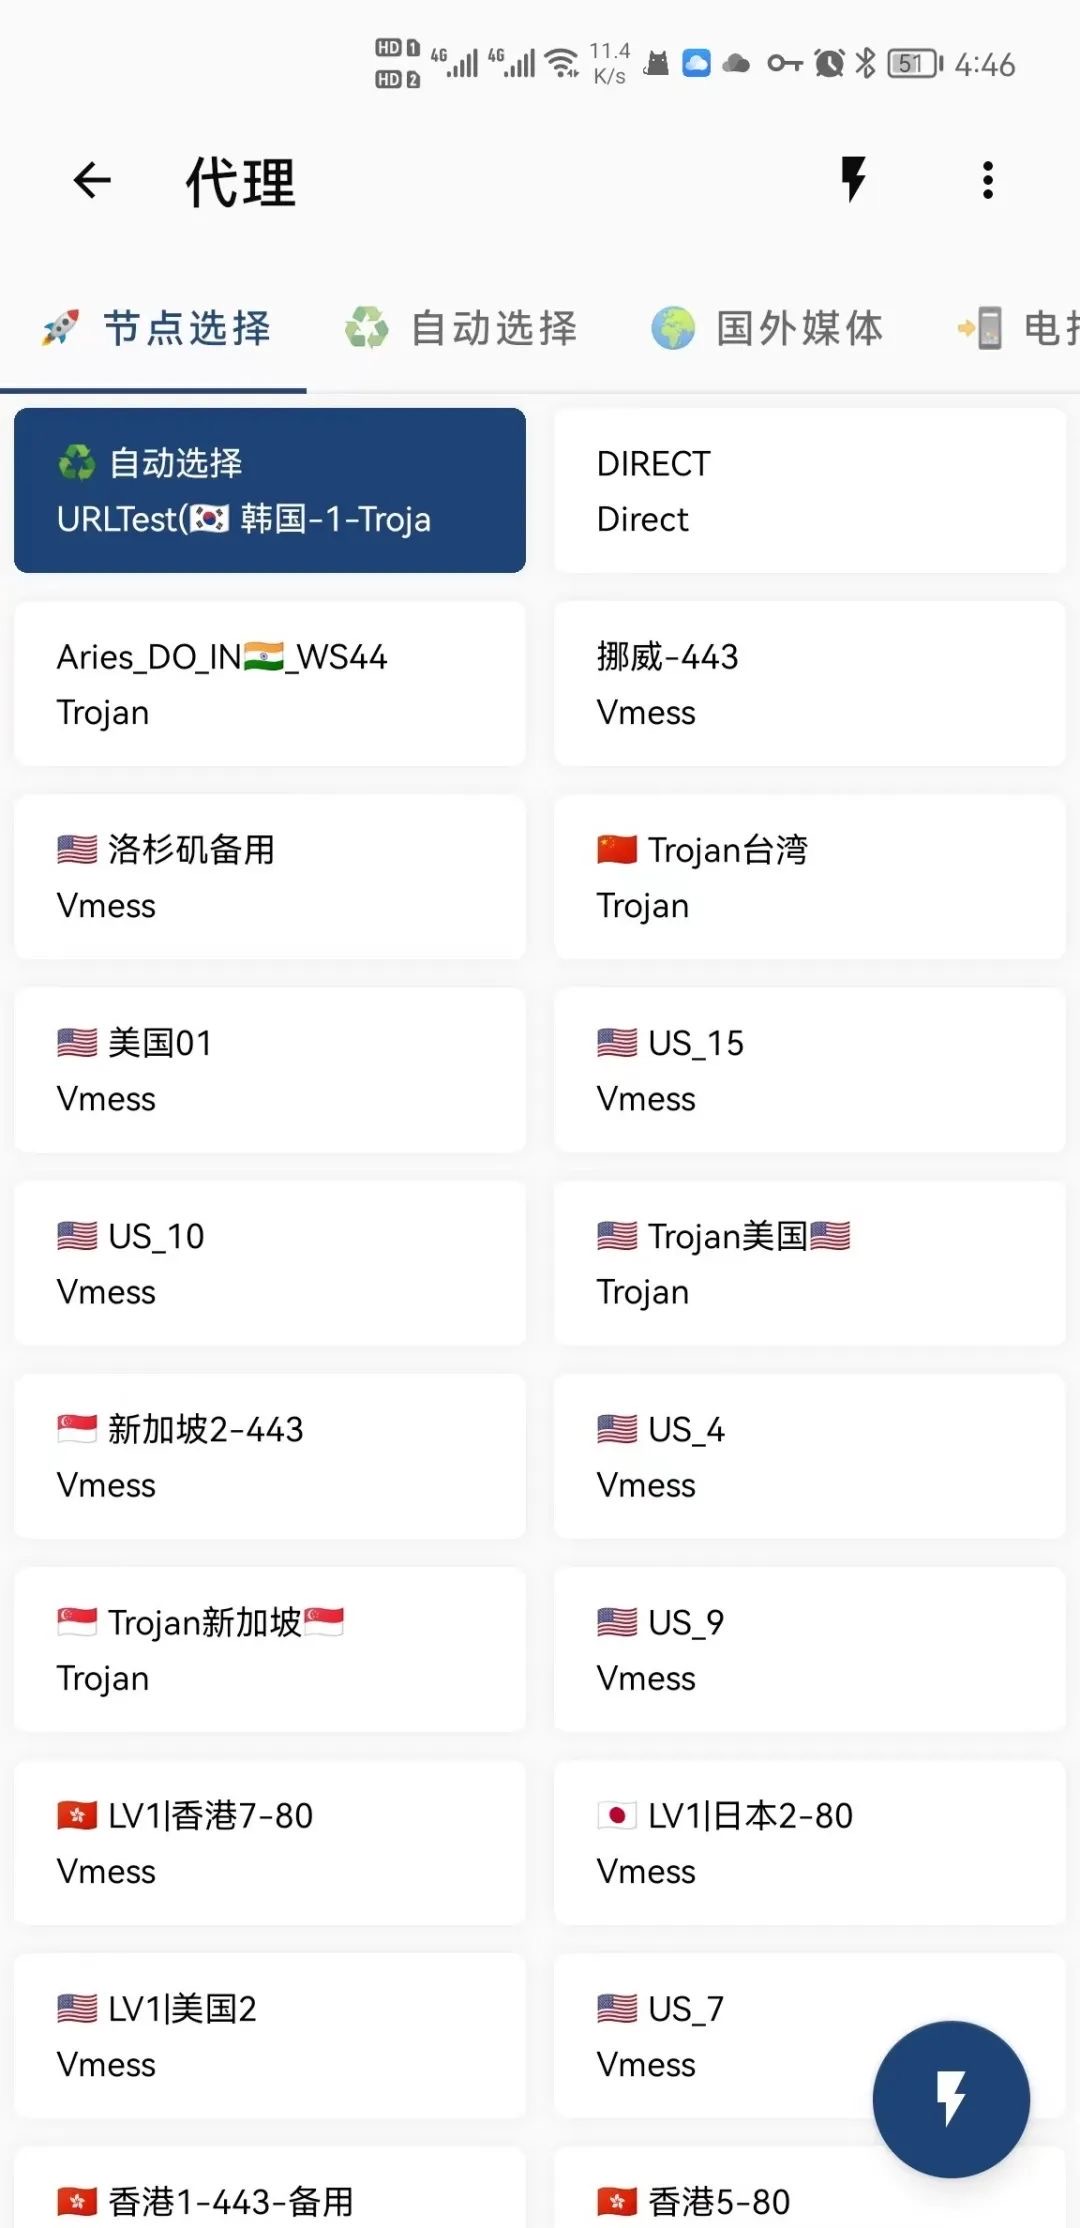 HD 1 4G 4G 11.4 51 4:46
HD 2 K/s
代理
🚀 节点选择 ♻️ 自动选择 🌍 国外媒体 📲 电
♻️ 自动选择
URLTest(🇰🇷 韩国-1-Troja
DIRECT
Direct
Aries_DO_IN🇮🇳_WS44
Trojan
挪威-443
Vmess
🇺🇸 洛杉矶备用
Vmess
🇨🇳 Trojan台湾
Trojan
🇺🇸 美国01
Vmess
🇺🇸 US_15
Vmess
🇺🇸 US_10
Vmess
🇺🇸 Trojan美国🇺🇸
Trojan
🇸🇬 新加坡2-443
Vmess
🇺🇸 US_4
Vmess
🇸🇬 Trojan新加坡🇸🇬
Trojan
🇺🇸 US_9
Vmess
🇭🇰 LV1|香港7-80
Vmess
🇯🇵 LV1|日本2-80
Vmess
🇺🇸 LV1|美国2
Vmess
🇺🇸 US_7
Vmess
🇭🇰 香港1-443-备用
🇭🇰 香港5-80